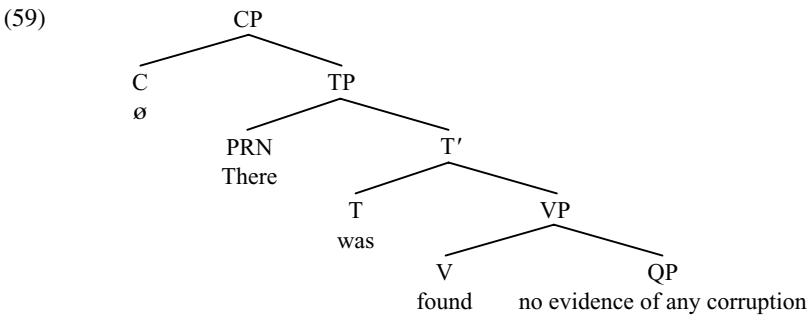 (59) CP
C TP
ø
PRN T′
There
T VP
was
V QP
found no evidence of any corruption